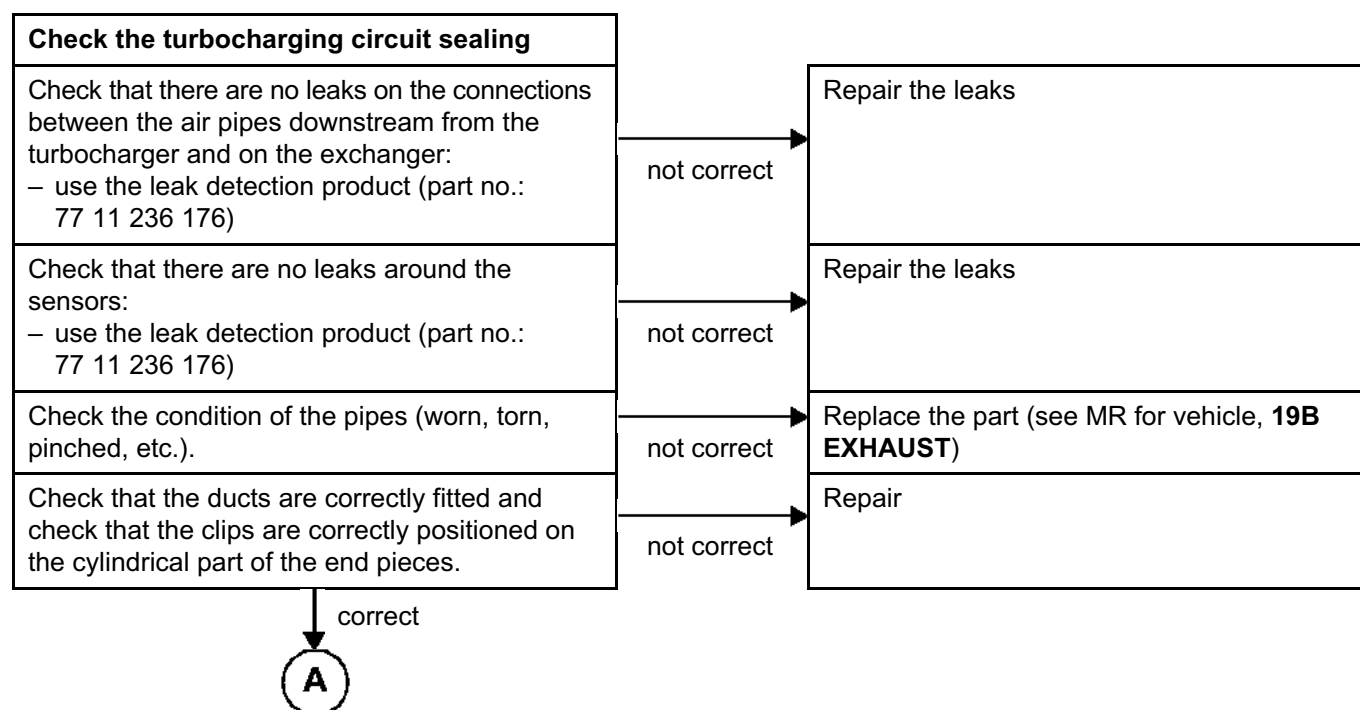 Check the turbocharging circuit sealing
Check that there are no leaks on the connections
between the air pipes downstream from the
turbocharger and on the exchanger:
– use the leak detection product (part no.:
77 11 236 176)
not correct
Repair the leaks
Check that there are no leaks around the
sensors:
– use the leak detection product (part no.:
77 11 236 176)
not correct
Repair the leaks
Check the condition of the pipes (worn, torn,
pinched, etc.).
not correct
Replace the part (see MR for vehicle, 19B
EXHAUST)
Check that the ducts are correctly fitted and
check that the clips are correctly positioned on
the cylindrical part of the end pieces.
not correct
Repair
correct
A